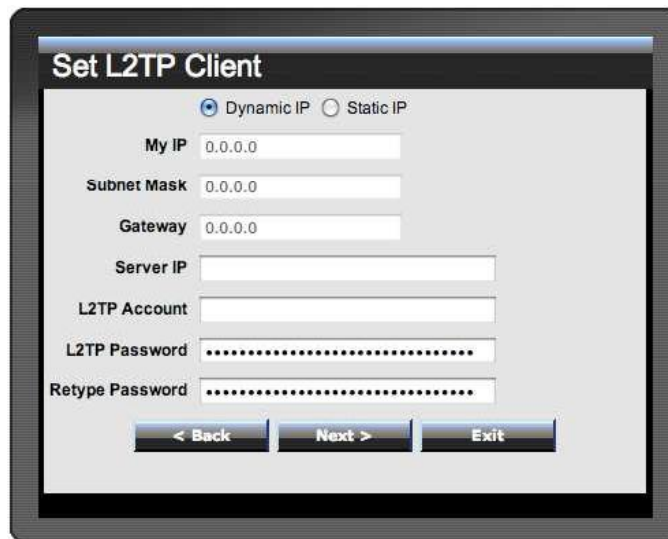 Set L2TP Client
Dynamic IP Static IP
My IP 0.0.0.0
Subnet Mask 0.0.0.0
Gateway 0.0.0.0
Server IP
L2TP Account
L2TP Password ••••••••••••••••••••••••••••••••
Retype Password ••••••••••••••••••••••••••••••••
< Back Next > Exit